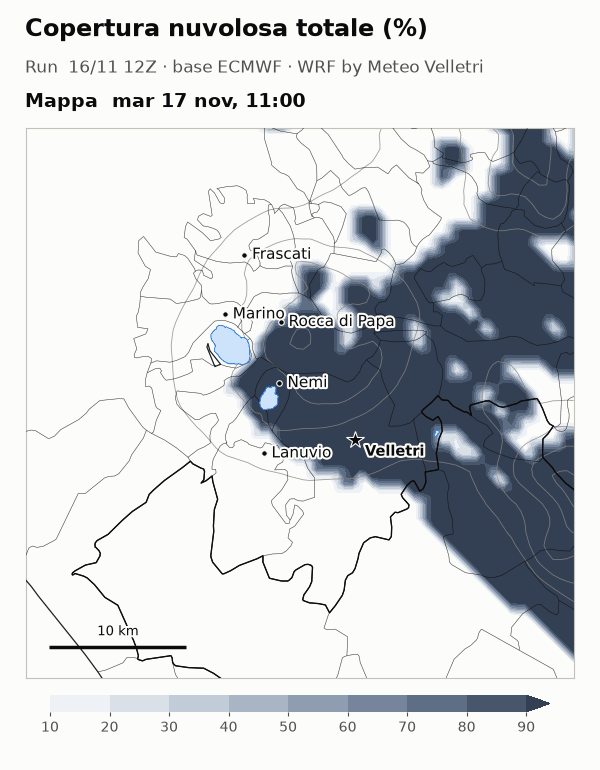 Copertura nuvolosa totale (%)
Run  16/11 12Z · base ECMWF · WRF by Meteo Velletri
Mappa  mar 17 nov, 11:00
Frascati
Marino
Rocca di Papa
Nemi
Velletri
Lanuvio
10 km
10 20 30 40 50 60 70 80 90